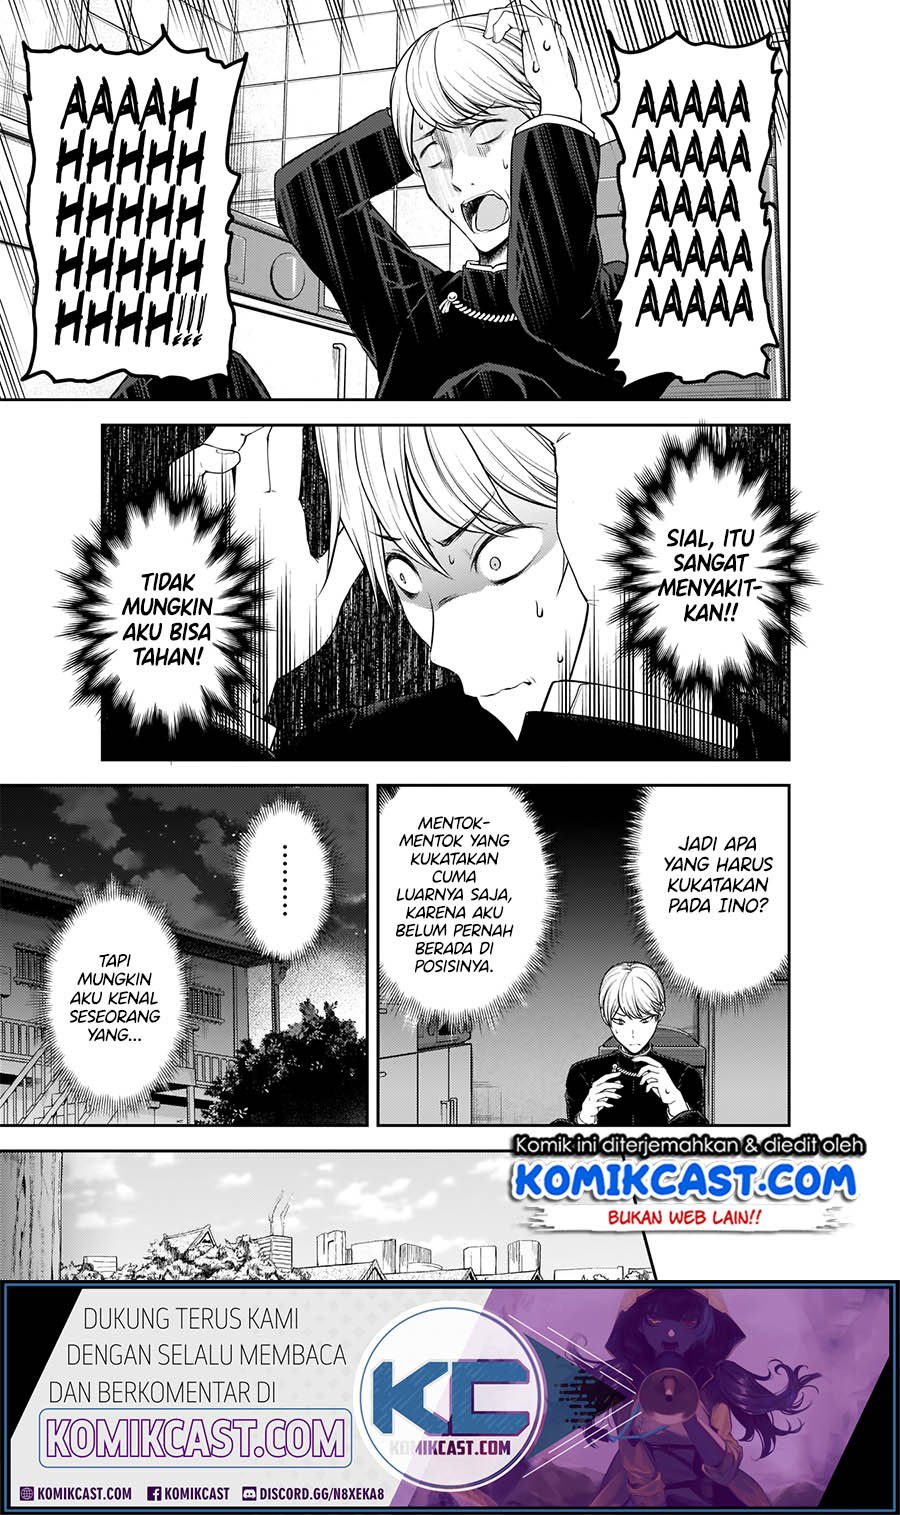 AAAAA
AAAAA
AAAA
AAAAA
AAAAA
AAAAH
HHHHH
HHHHH
HHHHH
HHHH!!!!
SIAL, ITU
SANGAT
MENYAKIT-
KAN!!
TIDAK
MUNGKIN
AKU BISA
TAHAN!
JADI APA
YANG HARUS
KUKATAKAN
PADA IINO?
MENTOK-
MENTOK YANG
KUKATAKAN
CUMA
LUARNYA SAJA,
KARENA AKU
BELUM PERNAH
BERADA DI
POSISINYA.
.........
TAPI
MUNGKIN
AKU KENAL
SESEORANG
YANG...
Komik ini diterjemahkan & diedit oleh
KOMIKCAST.COM
BUKAN WEB LAIN!!
DUKUNG TERUS KAMI
DENGAN SELALU MEMBACA
DAN BERKOMENTAR DI
KOMIKCAST.COM
KC
KOMIKCAST.COM
KOMIKCAST.COM
KOMIKCAST
DISCORD.GG/N8XEKA8